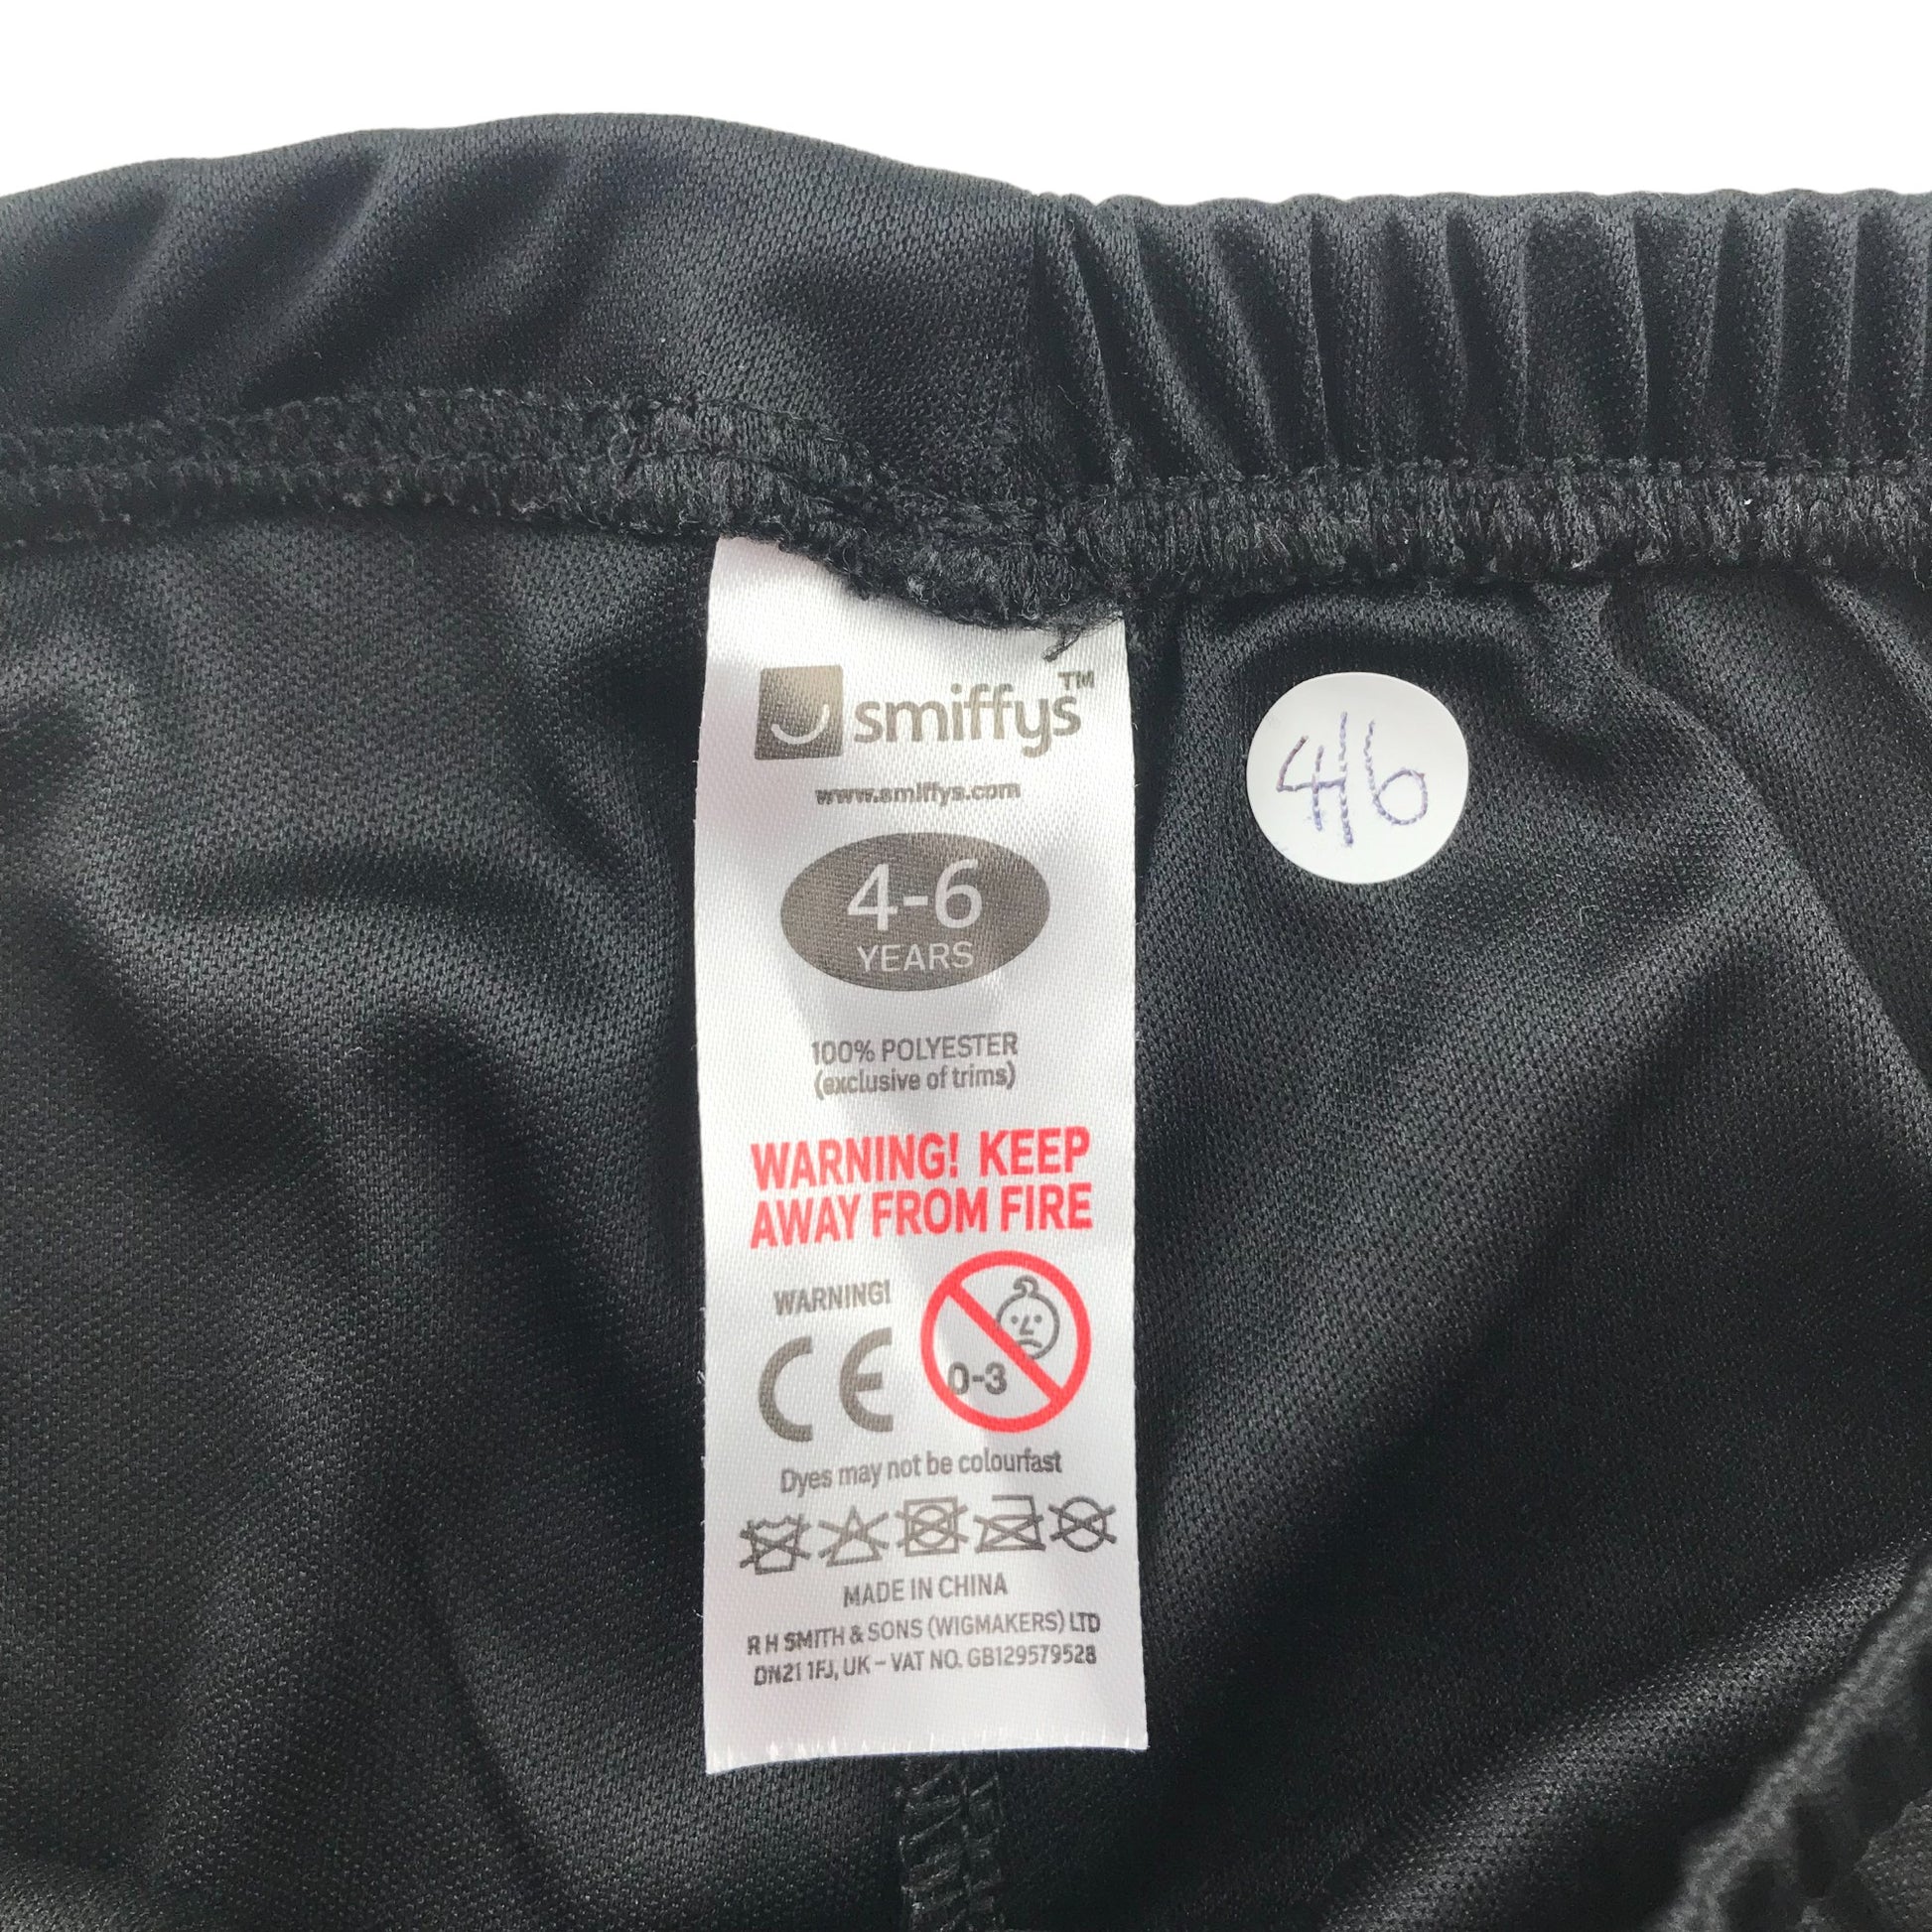 smiffys™
www.smiffys.com
4-6
YEARS
4/6
100% POLYESTER
(exclusive of trims)
WARNING! KEEP
AWAY FROM FIRE
WARNING!
CE
0-3
Dyes may not be colourfast
MADE IN CHINA
R H SMITH & SONS (WIGMAKERS) LTD
DN21 1FJ, UK – VAT NO. GB129579528